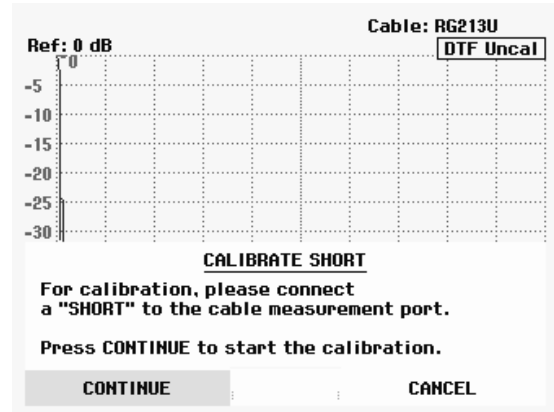 Cable: RG213U
Ref: 0 dB
DTF Uncal
0
-5
-10
-15
-20
-25
-30
CALIBRATE SHORT
For calibration, please connect
a "SHORT" to the cable measurement port.
Press CONTINUE to start the calibration.
CONTINUE
CANCEL